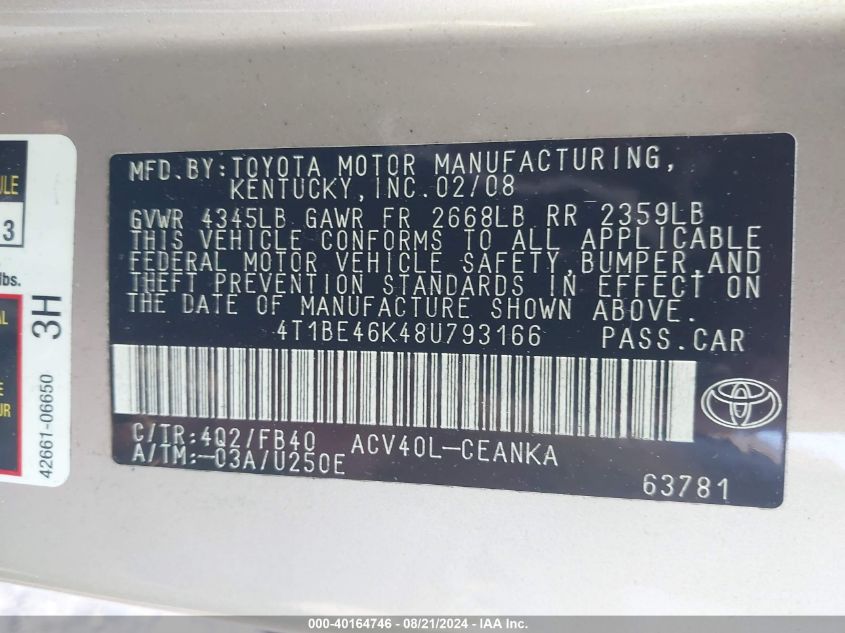 MFD.BY:TOYOTA MOTOR MANUFACTURING,
KENTUCKY,INC.02/08
GVWR 4345LB GAWR FR 2668LB RR 2359LB
THIS VEHICLE CONFORMS TO ALL APPLICABLE
FEDERAL MOTOR VEHICLE SAFETY,BUMPER,AND
THEFT PREVENTION STANDARDS IN EFFECT ON
THE DATE OF MANUFACTURE SHOWN ABOVE.
4T1BE46K48U793166 PASS.CAR
C/TR:4Q2/FB40 ACV40L-CEANKA
A/TM:-03A/U250E
63781
3
lbs.
3H
42661-06650
000-40164746 - 08/21/2024 - IAA Inc.